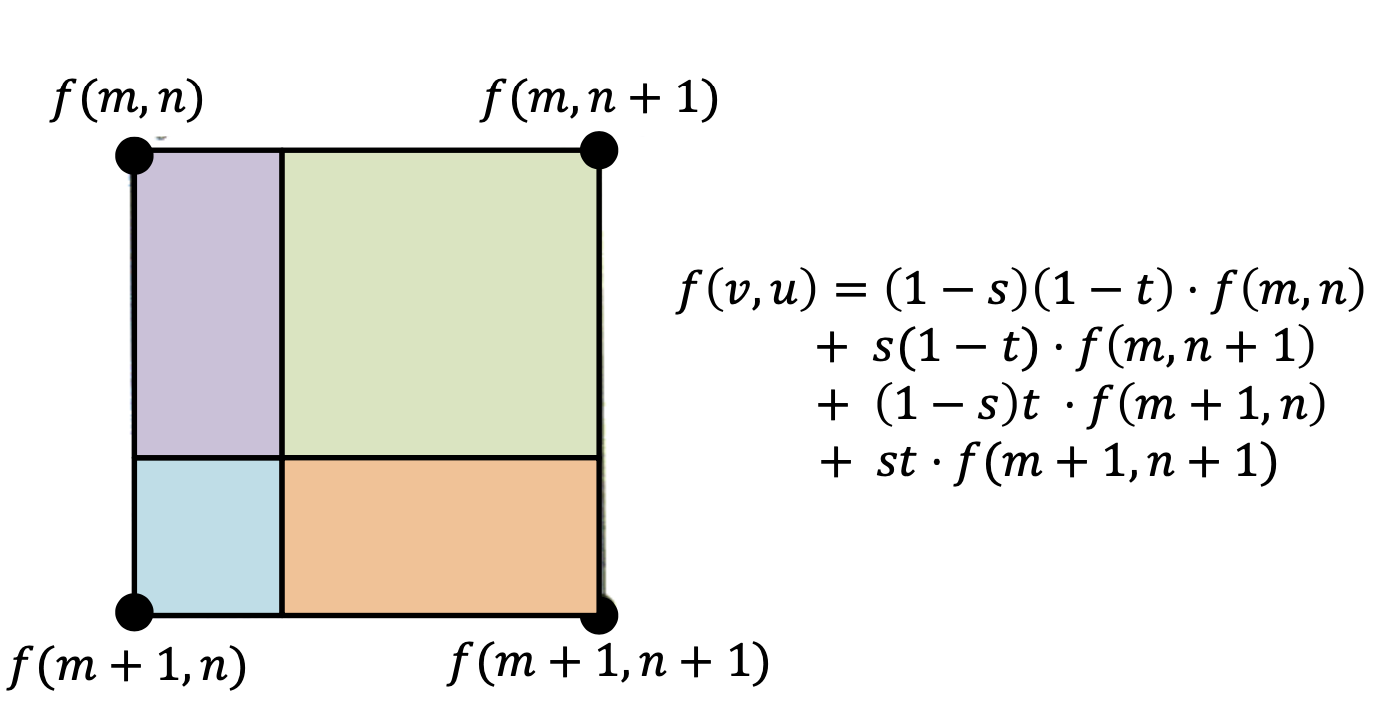 f(m, n)
f(m, n + 1)
f(v, u) = (1 − s)(1 − t) · f(m, n)
+ s(1 − t) · f(m, n + 1)
+ (1 − s)t · f(m + 1, n)
+ st · f(m + 1, n + 1)
f(m + 1, n)
f(m + 1, n + 1)